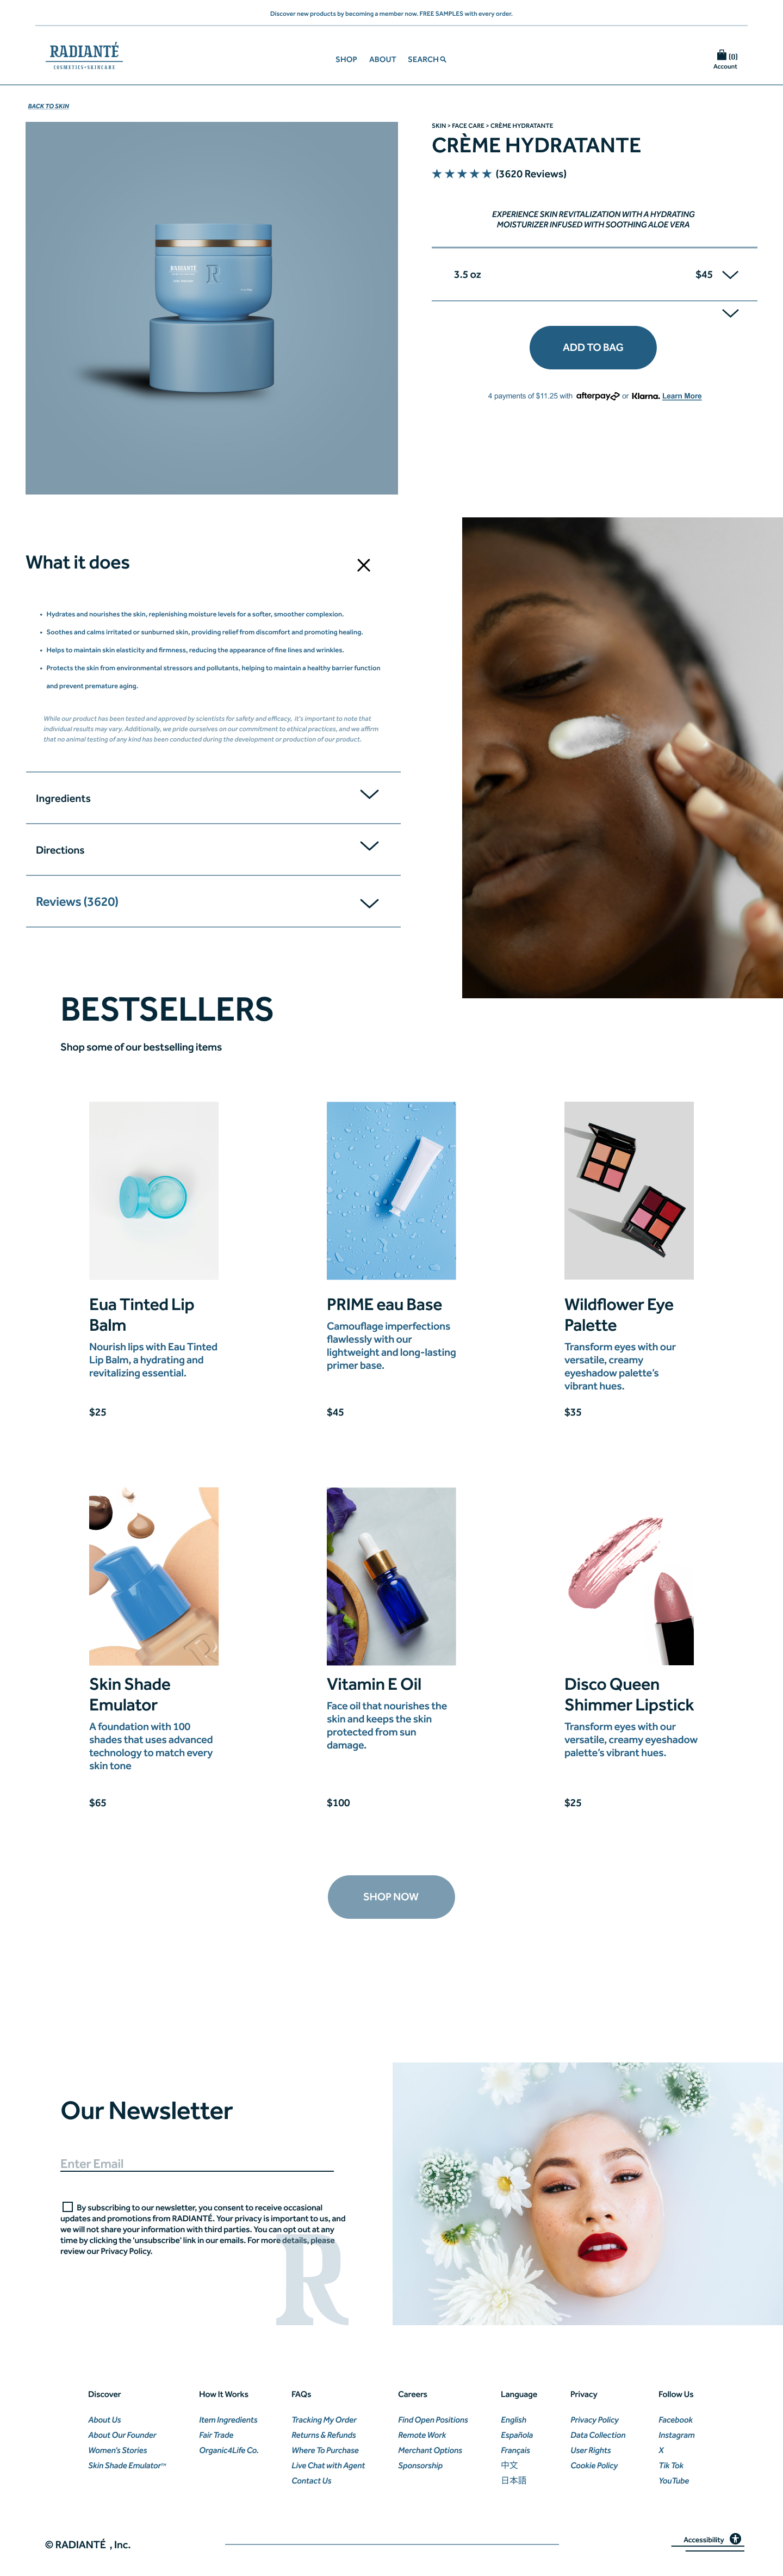 Discover new products by becoming a member now. FREE SAMPLES with every order.
RADIANTÉ
COSMETICS+SKINCARE
SHOP ABOUT SEARCH
(0)
Account
BACK TO SKIN
SKIN > FACE CARE > CRÈME HYDRATANTE
CRÈME HYDRATANTE
★★★★★ (3620 Reviews)
EXPERIENCE SKIN REVITALIZATION WITH A HYDRATING
MOISTURIZER INFUSED WITH SOOTHING ALOE VERA
3.5 oz $45
ADD TO BAG
4 payments of $11.25 with afterpay or Klarna. Learn More
RADIANTÉ
R
What it does
• Hydrates and nourishes the skin, replenishing moisture levels for a softer, smoother complexion.
• Soothes and calms irritated or sunburned skin, providing relief from discomfort and promoting healing.
• Helps to maintain skin elasticity and firmness, reducing the appearance of fine lines and wrinkles.
• Protects the skin from environmental stressors and pollutants, helping to maintain a healthy barrier function
and prevent premature aging.
While our product has been tested and approved by scientists for safety and efficacy, it's important to note that
individual results may vary. Additionally, we pride ourselves on our commitment to ethical practices, and we affirm
that no animal testing of any kind has been conducted during the development or production of our product.
Ingredients
Directions
Reviews (3620)
BESTSELLERS
Shop some of our bestselling items
Eua Tinted Lip
Balm
Nourish lips with Eua Tinted
Lip Balm, a hydrating and
revitalizing essential.
$25
PRIME eau Base
Camouflage imperfections
flawlessly with our
lightweight and long-lasting
primer base.
$45
Wildflower Eye
Palette
Transform eyes with our
versatile, creamy
eyeshadow palette's
vibrant hues.
$35
Skin Shade
Emulator
A foundation with 100
shades that uses advanced
technology to match every
skin tone
$65
Vitamin E Oil
Face oil that nourishes the
skin and keeps the skin
protected from sun
damage.
$100
Disco Queen
Shimmer Lipstick
Transform eyes with our
versatile, creamy eyeshadow
palette's vibrant hues.
$25
SHOP NOW
Our Newsletter
Enter Email
By subscribing to our newsletter, you consent to receive occasional
updates and promotions from RADIANTÉ. Your privacy is important to us, and
we will not share your information with third parties. You can opt out at any
time by clicking the 'unsubscribe' link in our emails. For more details, please
review our Privacy Policy.
R
Discover
About Us
About Our Founder
Women's Stories
Skin Shade Emulator™
How It Works
Item Ingredients
Fair Trade
Organic4Life Co.
FAQs
Tracking My Order
Returns & Refunds
Where To Purchase
Live Chat with Agent
Contact Us
Careers
Find Open Positions
Remote Work
Merchant Options
Sponsorship
Language
English
Española
Français
中文
日本語
Privacy
Privacy Policy
Data Collection
User Rights
Cookie Policy
Follow Us
Facebook
Instagram
X
Tik Tok
YouTube
© RADIANTÉ , Inc.
Accessibility